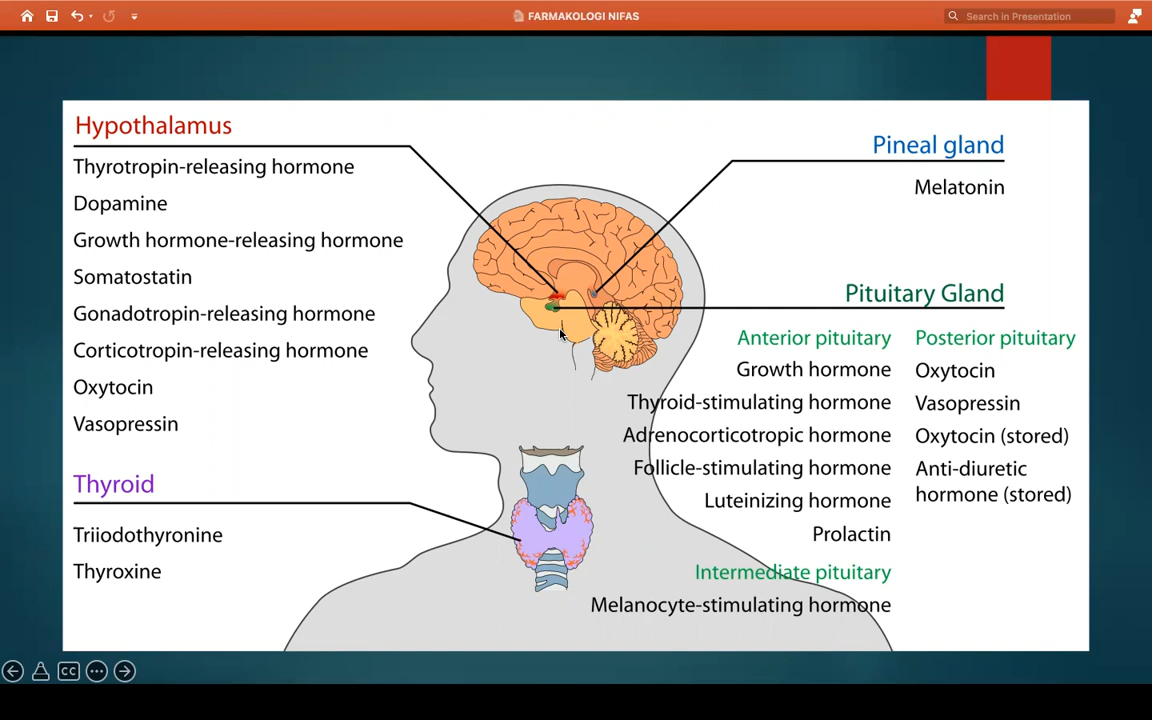 FARMAKOLOGI NIFAS
Search in Presentation
Hypothalamus
Thyrotropin-releasing hormone
Dopamine
Growth hormone-releasing hormone
Somatostatin
Gonadotropin-releasing hormone
Corticotropin-releasing hormone
Oxytocin
Vasopressin
Thyroid
Triiodothyronine
Thyroxine
Pineal gland
Melatonin
Pituitary Gland
Anterior pituitary
Growth hormone
Thyroid-stimulating hormone
Adrenocorticotropic hormone
Follicle-stimulating hormone
Luteinizing hormone
Prolactin
Intermediate pituitary
Melanocyte-stimulating hormone
Posterior pituitary
Oxytocin
Vasopressin
Oxytocin (stored)
Anti-diuretic
hormone (stored)
CC